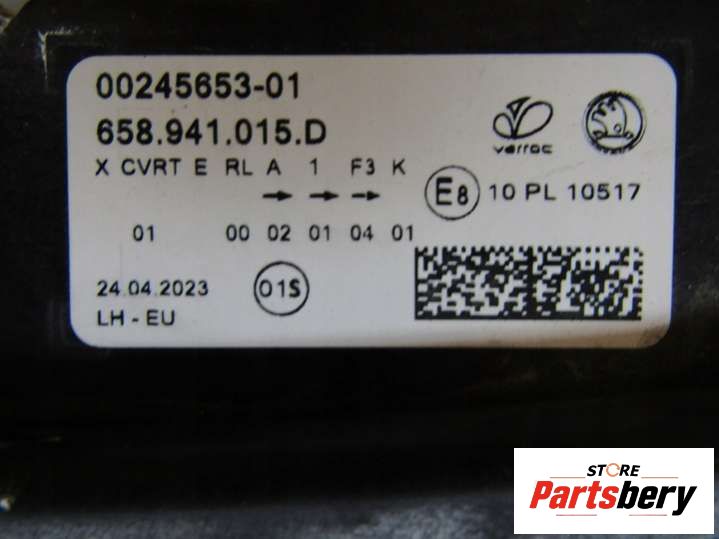 00245653-01
658.941.015.D
varroc
X CVRT E RL A 1 F3 K
E8 10 PL 10517
01 00 02 01 04 01
24.04.2023
01S
LH - EU
STORE
Partsbery